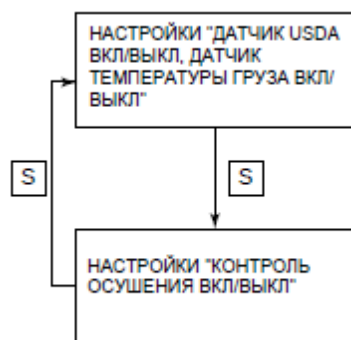 НАСТРОЙКИ "ДАТЧИК USDA
ВКЛ/ВЫКЛ, ДАТЧИК
ТЕМПЕРАТУРЫ ГРУЗА ВКЛ/
ВЫКЛ"
S
S
НАСТРОЙКИ "КОНТРОЛЬ
ОСУШЕНИЯ ВКЛ/ВЫКЛ"